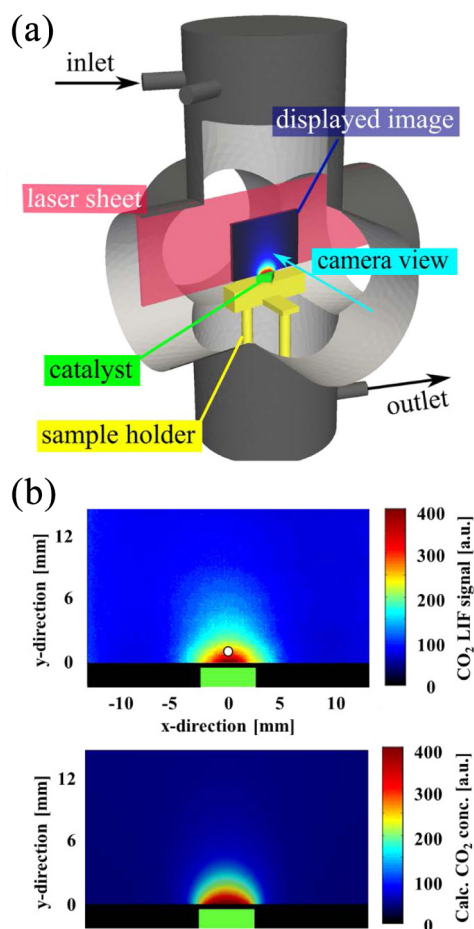 (a)
inlet
displayed image
laser sheet
camera view
catalyst
outlet
sample holder
(b)
y-direction [mm]
12
6
0
-10 -5 0 5 10
x-direction [mm]
400
300
200
100
0
CO₂ LIF signal [a.u.]
y-direction [mm]
12
6
0
400
300
200
100
0
Calc. CO₂ conc. [a.u.]